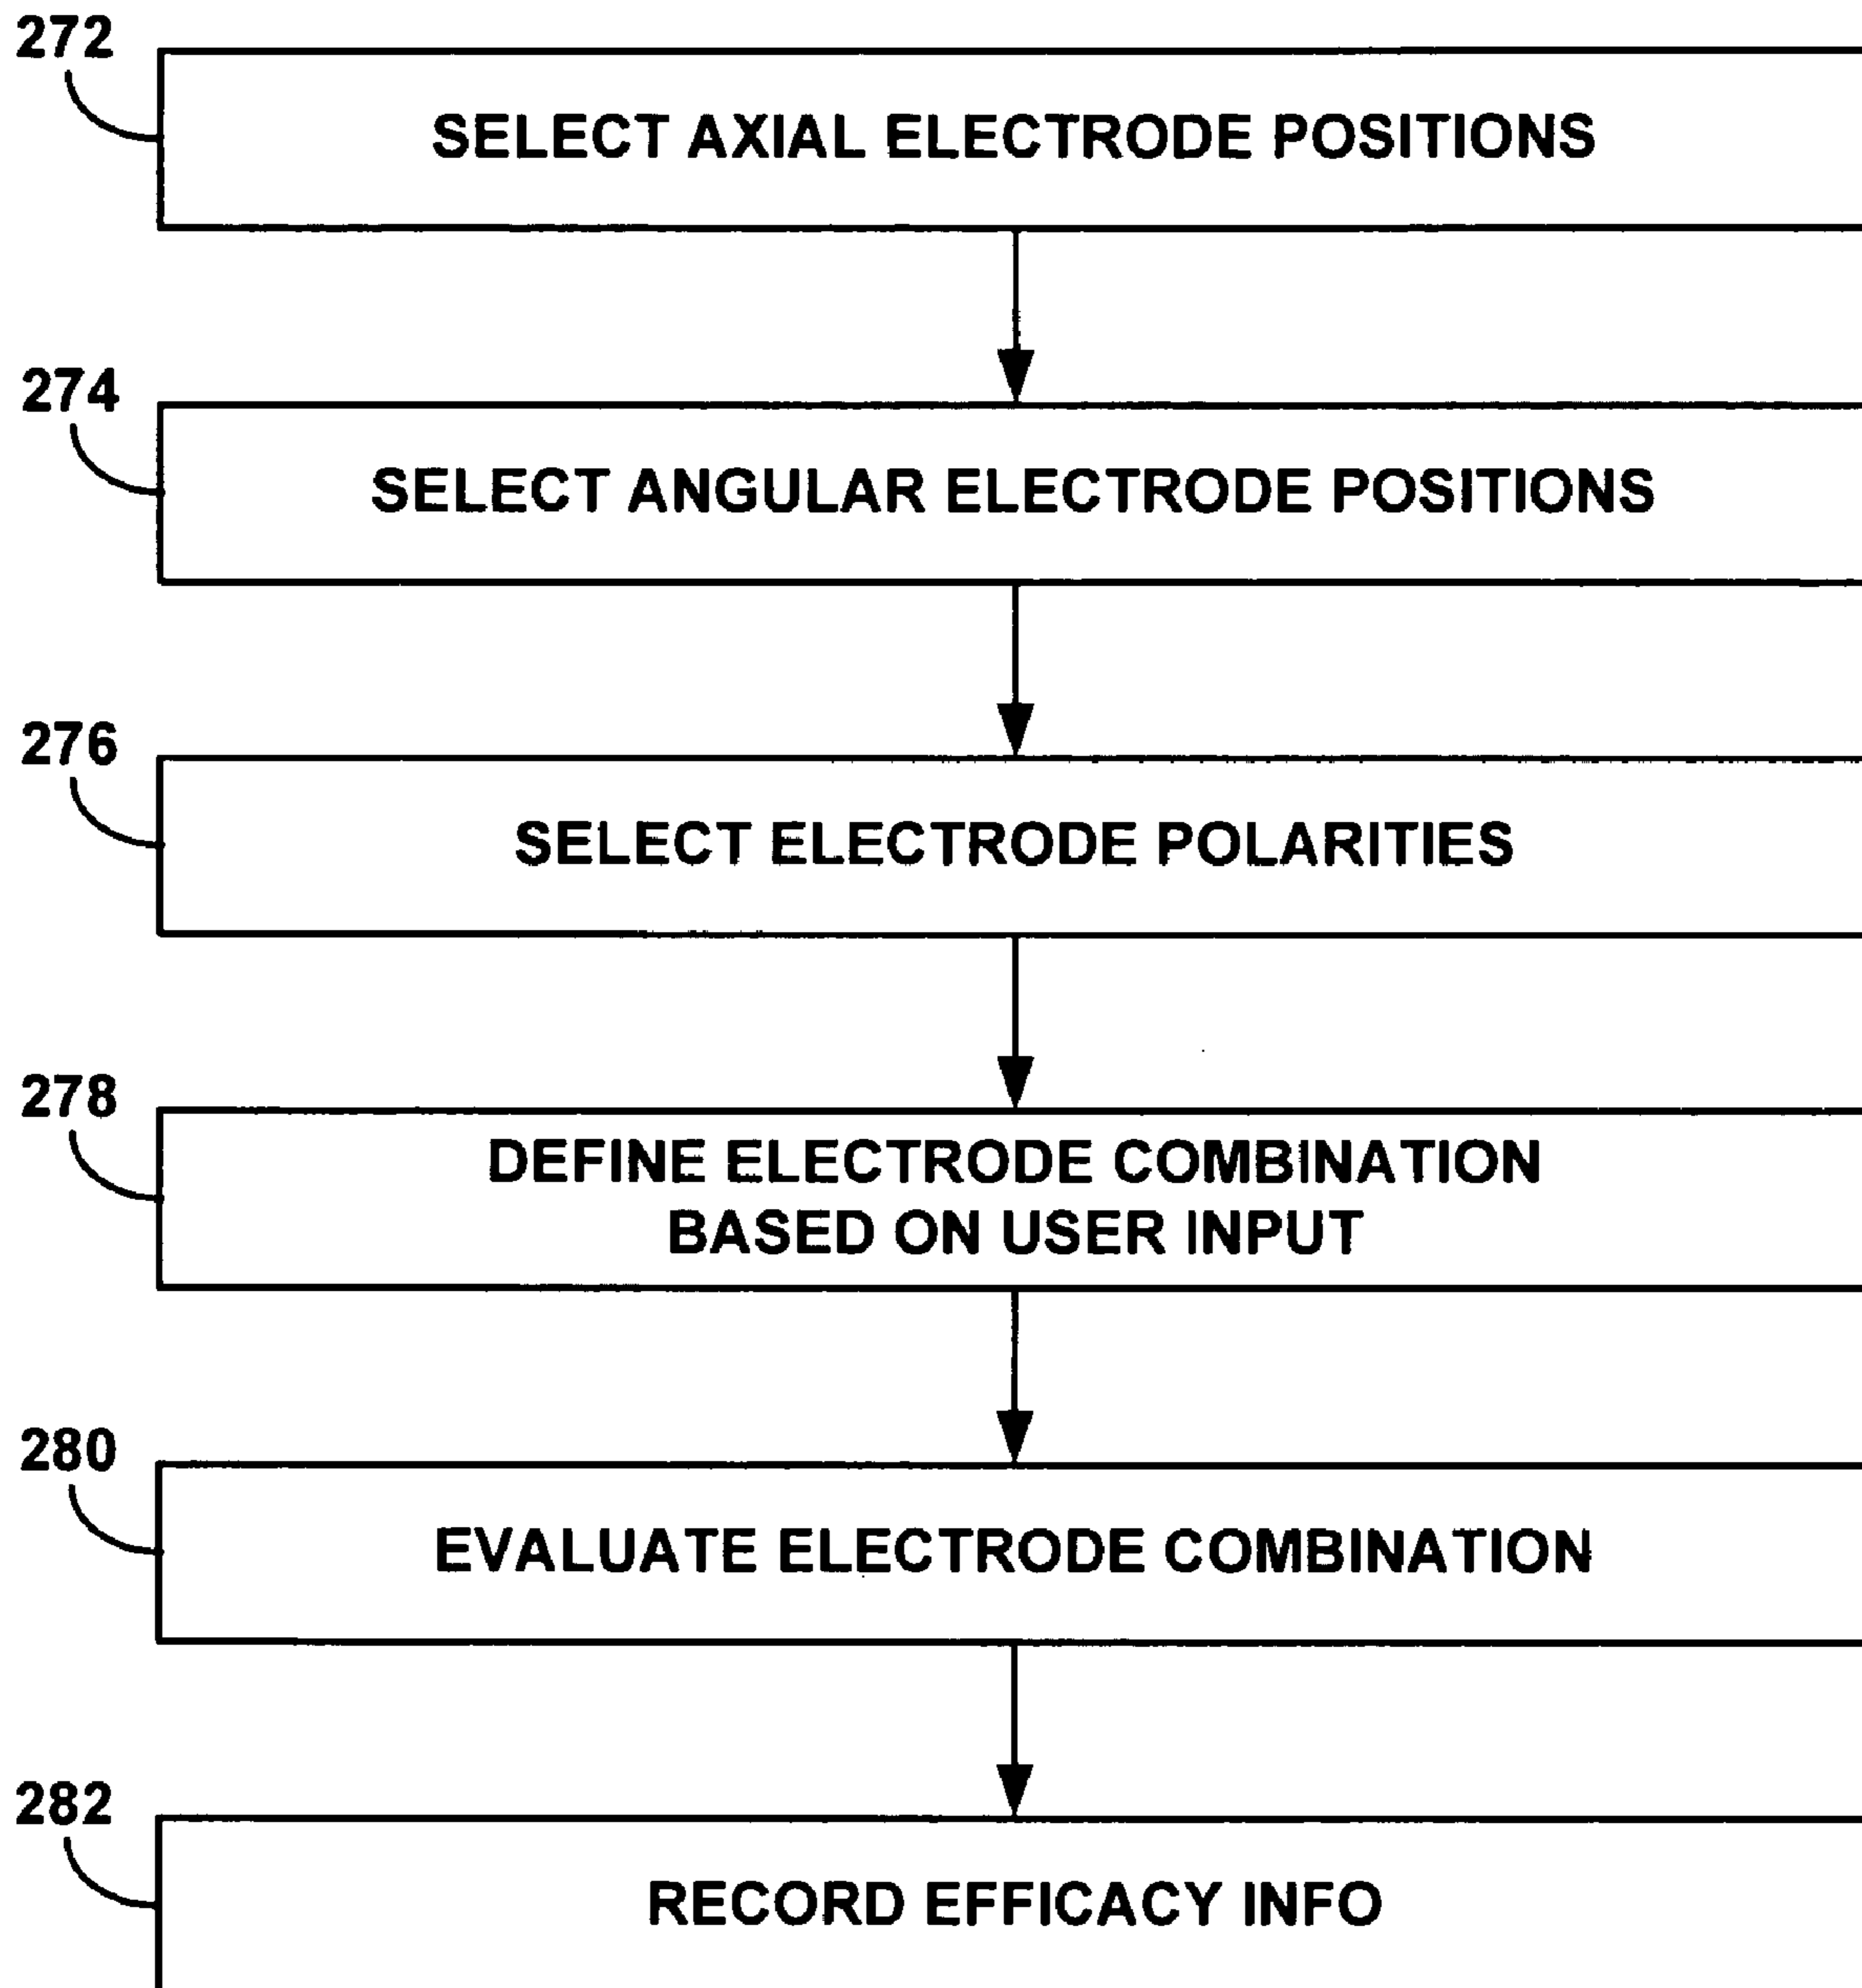 272
SELECT AXIAL ELECTRODE POSITIONS
274
SELECT ANGULAR ELECTRODE POSITIONS
276
SELECT ELECTRODE POLARITIES
278
DEFINE ELECTRODE COMBINATION
BASED ON USER INPUT
280
EVALUATE ELECTRODE COMBINATION
282
RECORD EFFICACY INFO